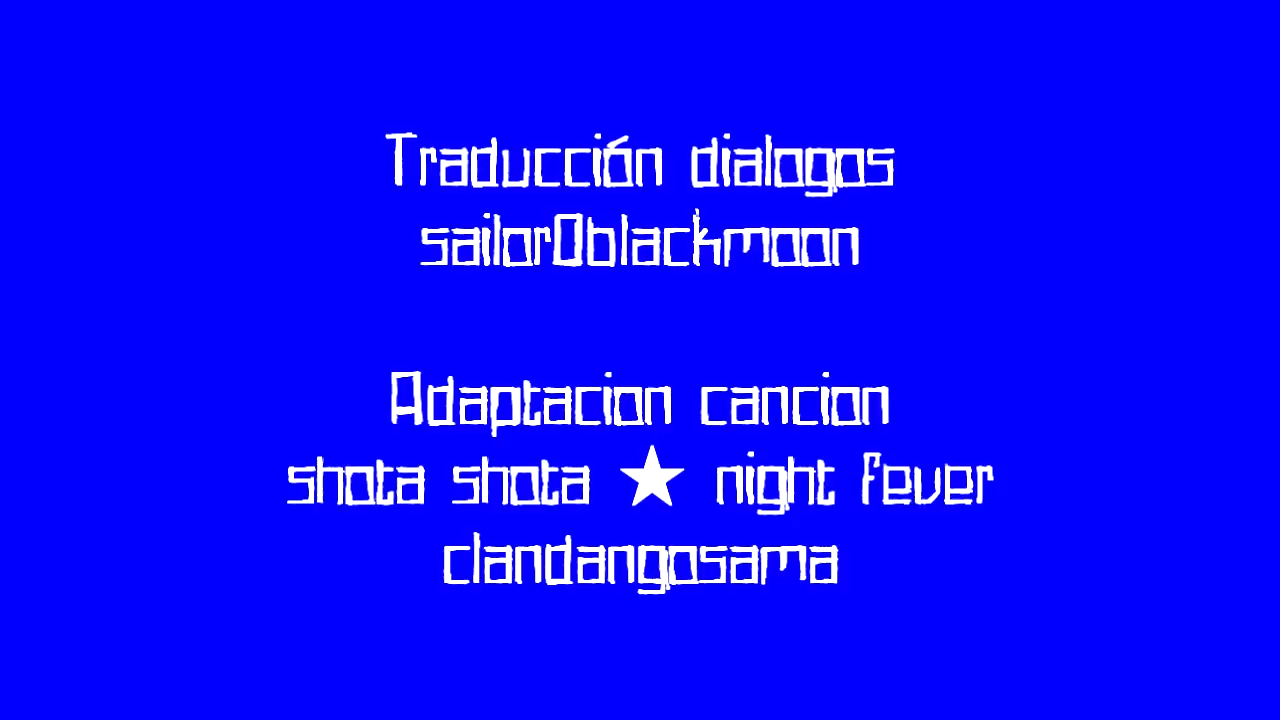 Traducción dialogos
sailor0blackmoon
Adaptacion cancion
shota shota ★ night fever
clandangosama